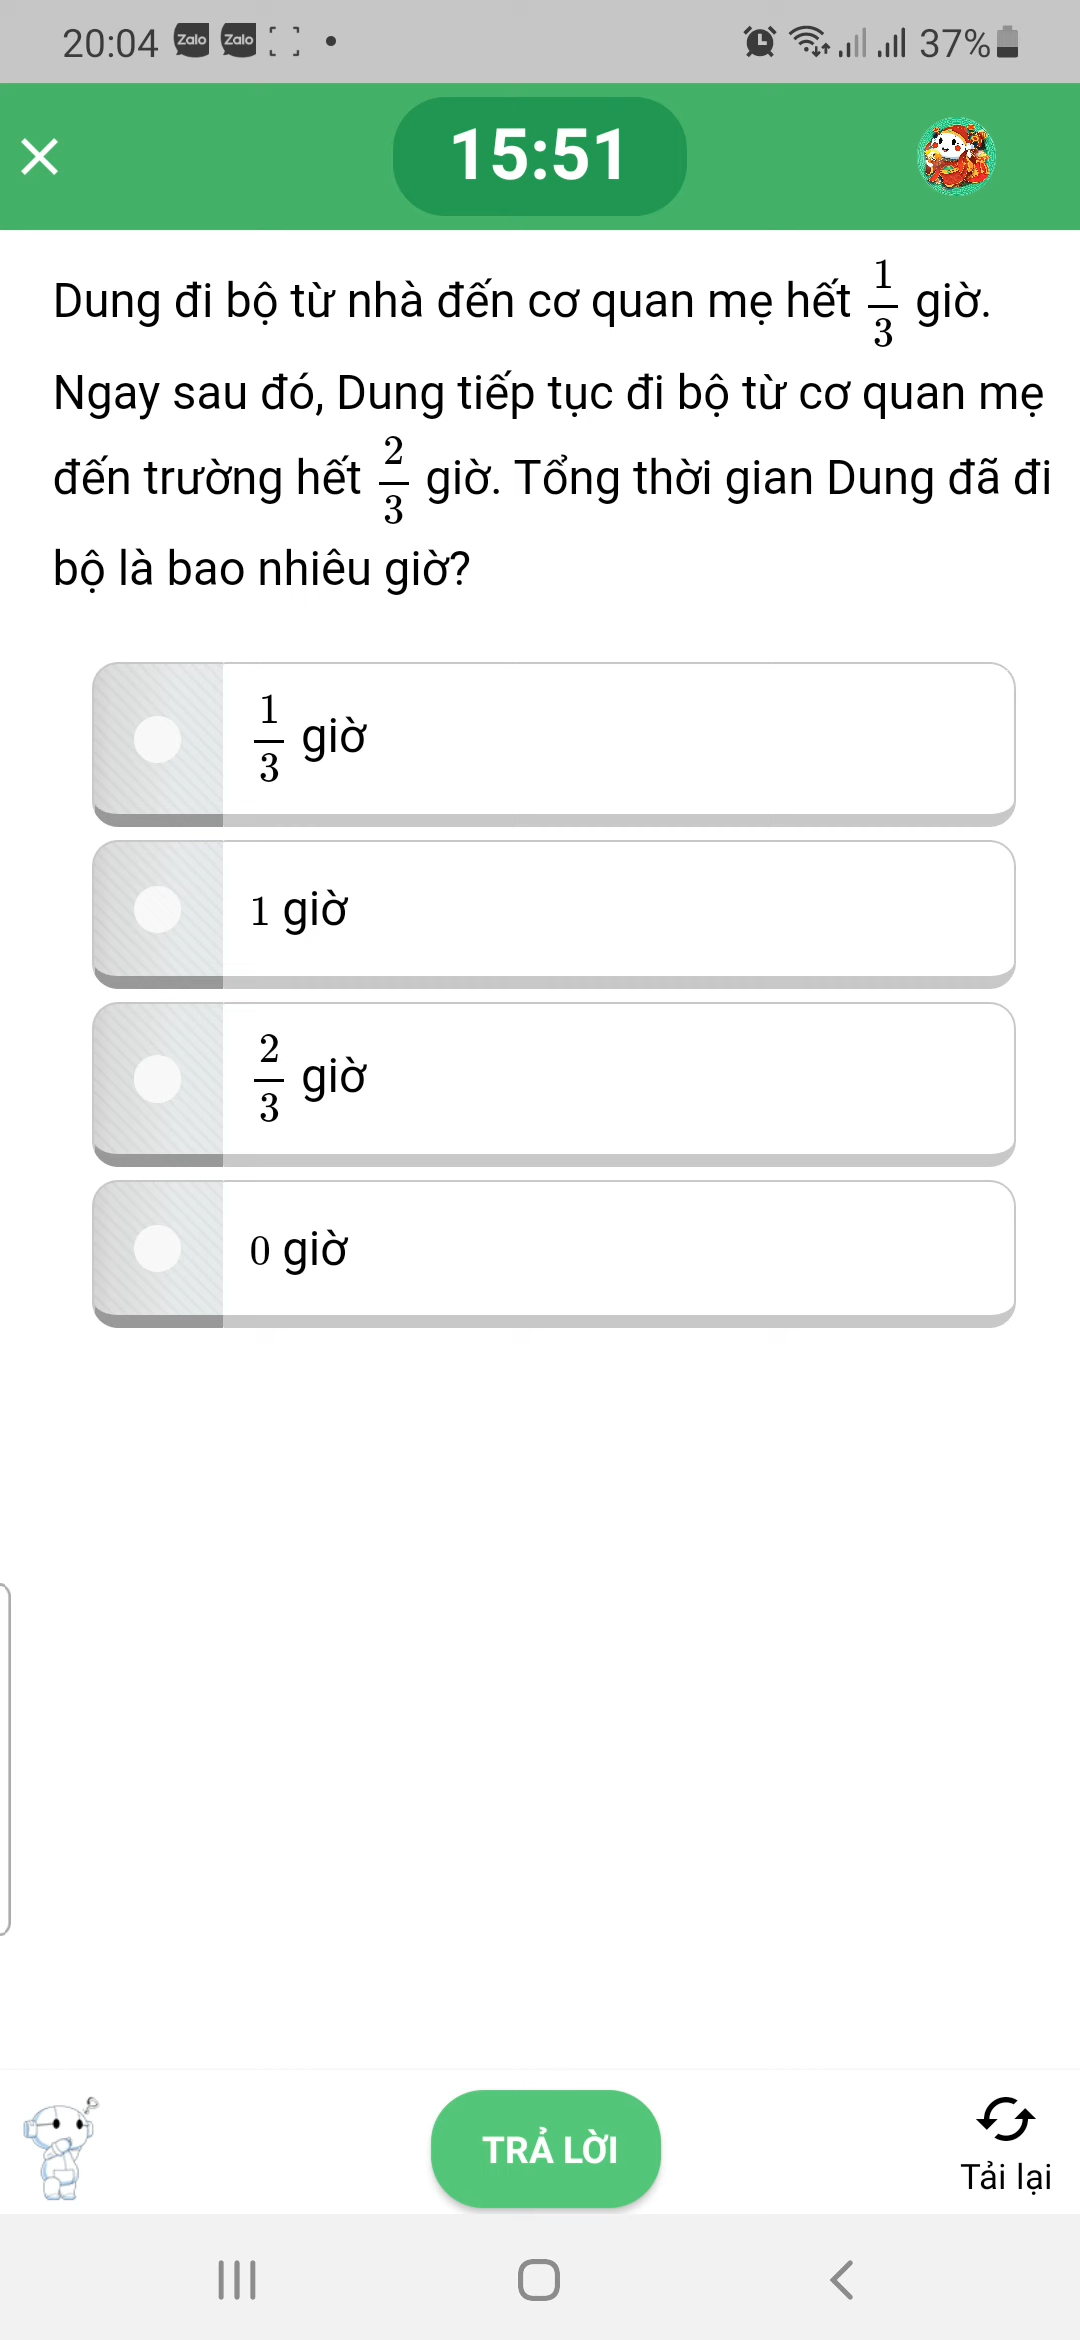 20:04 Zalo Zalo 37%
15:51
Dung đi bộ từ nhà đến cơ quan mẹ hết 1/3 giờ.
Ngay sau đó, Dung tiếp tục đi bộ từ cơ quan mẹ
đến trường hết 2/3 giờ. Tổng thời gian Dung đã đi
bộ là bao nhiêu giờ?
1/3 giờ
1 giờ
2/3 giờ
0 giờ
TRẢ LỜI
Tải lại